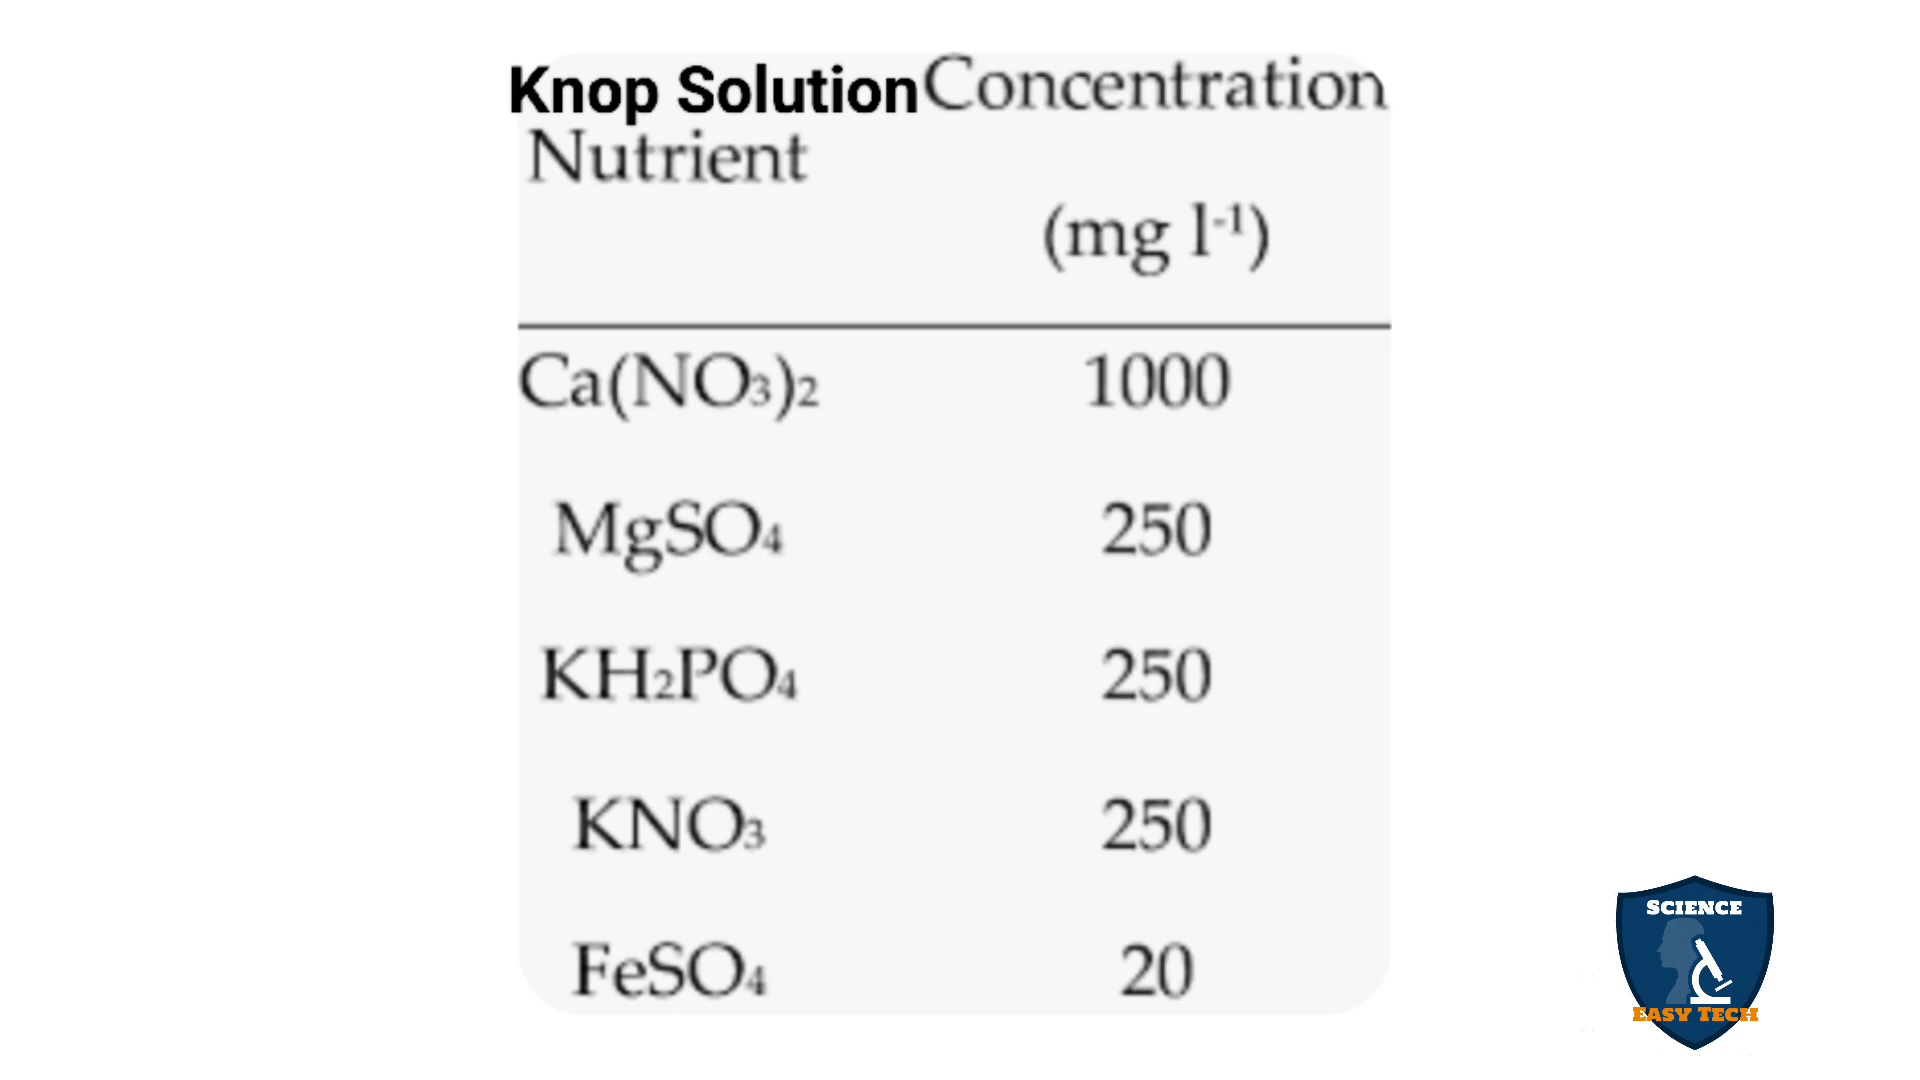 Knop Solution Concentration
Nutrient
(mg l⁻¹)
Ca(NO₃)₂ 1000
MgSO₄ 250
KH₂PO₄ 250
KNO₃ 250
FeSO₄ 20
SCIENCE
EASY TECH